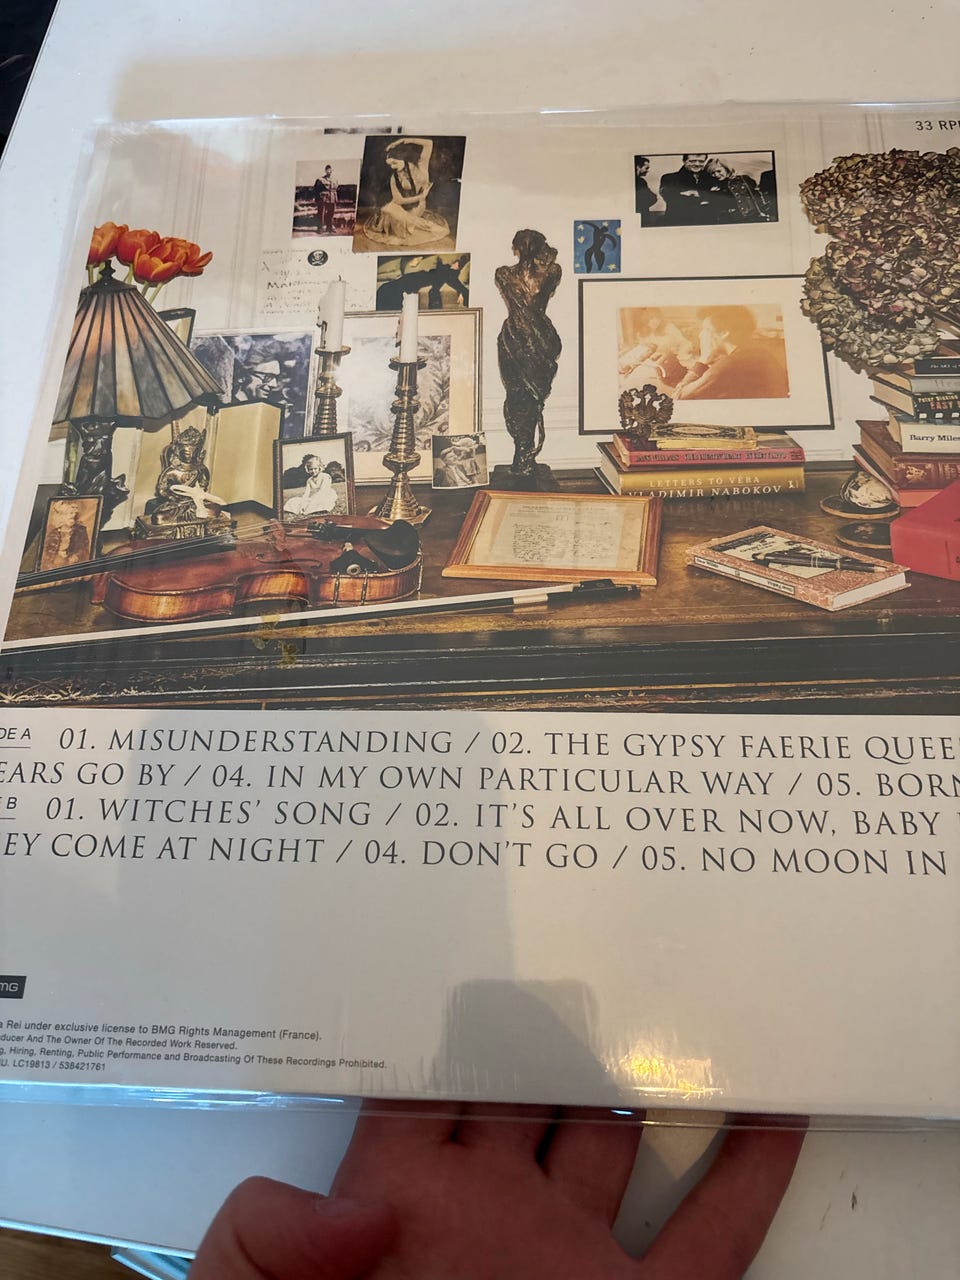 33 RP
Barry Miles
LETTERS TO VÉRA
VLADIMIR NABOKOV
DE A 01. MISUNDERSTANDING / 02. THE GYPSY FAERIE QUEE
EARS GO BY / 04. IN MY OWN PARTICULAR WAY / 05. BORN
E B 01. WITCHES' SONG / 02. IT'S ALL OVER NOW, BABY
EY COME AT NIGHT / 04. DON'T GO / 05. NO MOON IN
MG
a Rei under exclusive license to BMG Rights Management (France).
ducer And The Owner Of The Recorded Work Reserved.
g, Hiring, Renting, Public Performance and Broadcasting Of These Recordings Prohibited.
U. LC19813 / 538421761